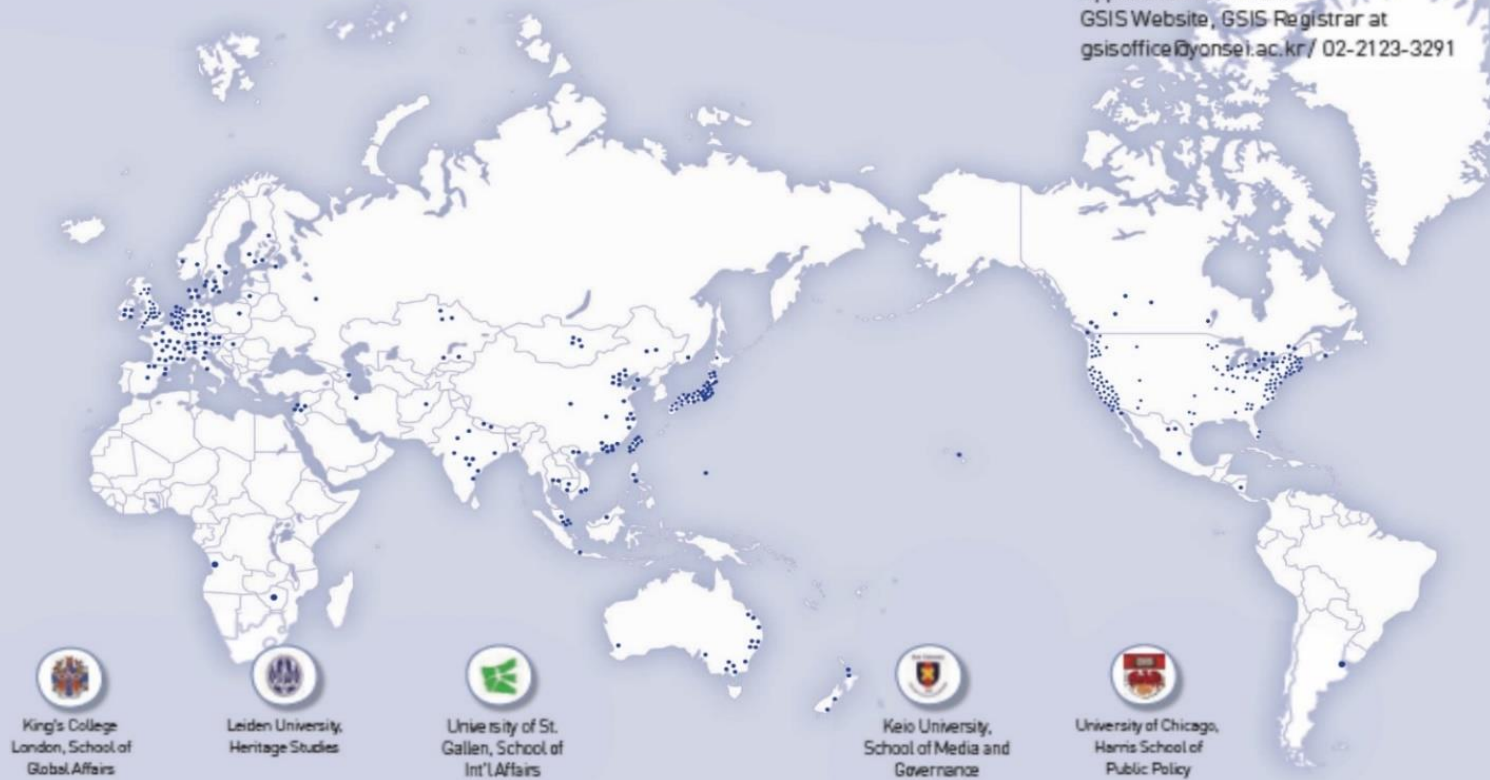 GSIS Website, GSIS Registrar at
gsisoffice@yonsei.ac.kr/ 02-2123-3291
King's College
London, School of
Global Affairs
Leiden University,
Heritage Studies
University of St.
Gallen, School of
Int'l Affairs
Keio University,
School of Media and
Governance
University of Chicago,
Harris School of
Public Policy